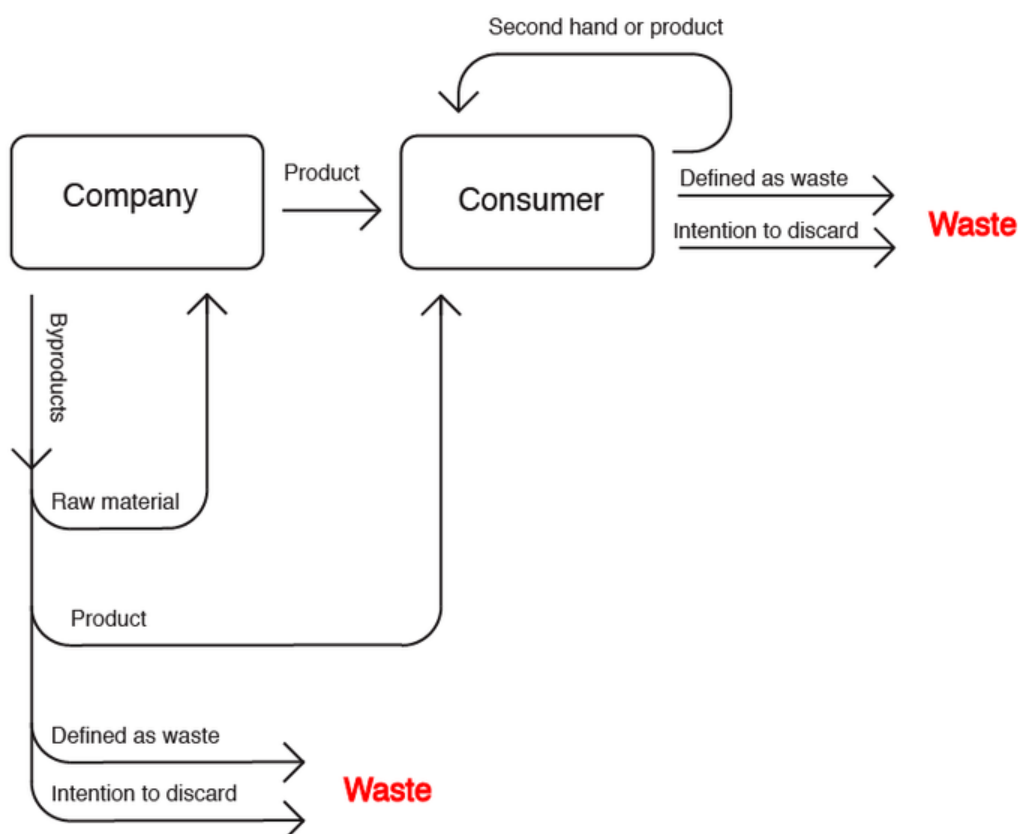 Second hand or product
Company
Product
Consumer
Defined as waste
Intention to discard
Waste
Byproducts
Raw material
Product
Defined as waste
Intention to discard
Waste